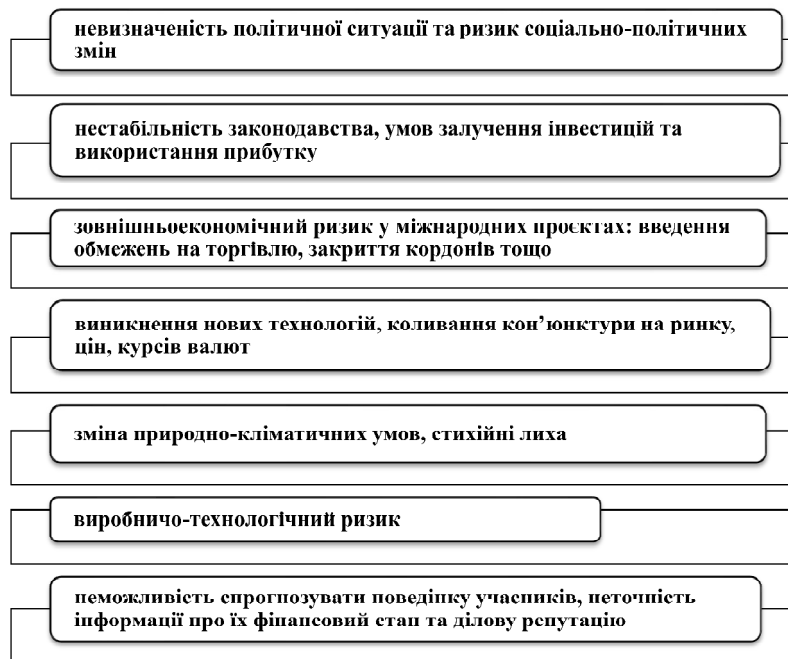 невизначеність політичної ситуації та ризик соціально-політичних
змін
нестабільність законодавства, умов залучення інвестицій та
використання прибутку
зовнішньоекономічний ризик у міжнародних проєктах: введення
обмежень на торгівлю, закриття кордонів тощо
виникнення нових технологій, коливання кон’юнктури на ринку,
цін, курсів валют
зміна природно-кліматичних умов, стихійні лиха
виробничо-технологічний ризик
неможливість спрогнозувати поведінку учасників, неточність
інформації про їх фінансовий стан та ділову репутацію